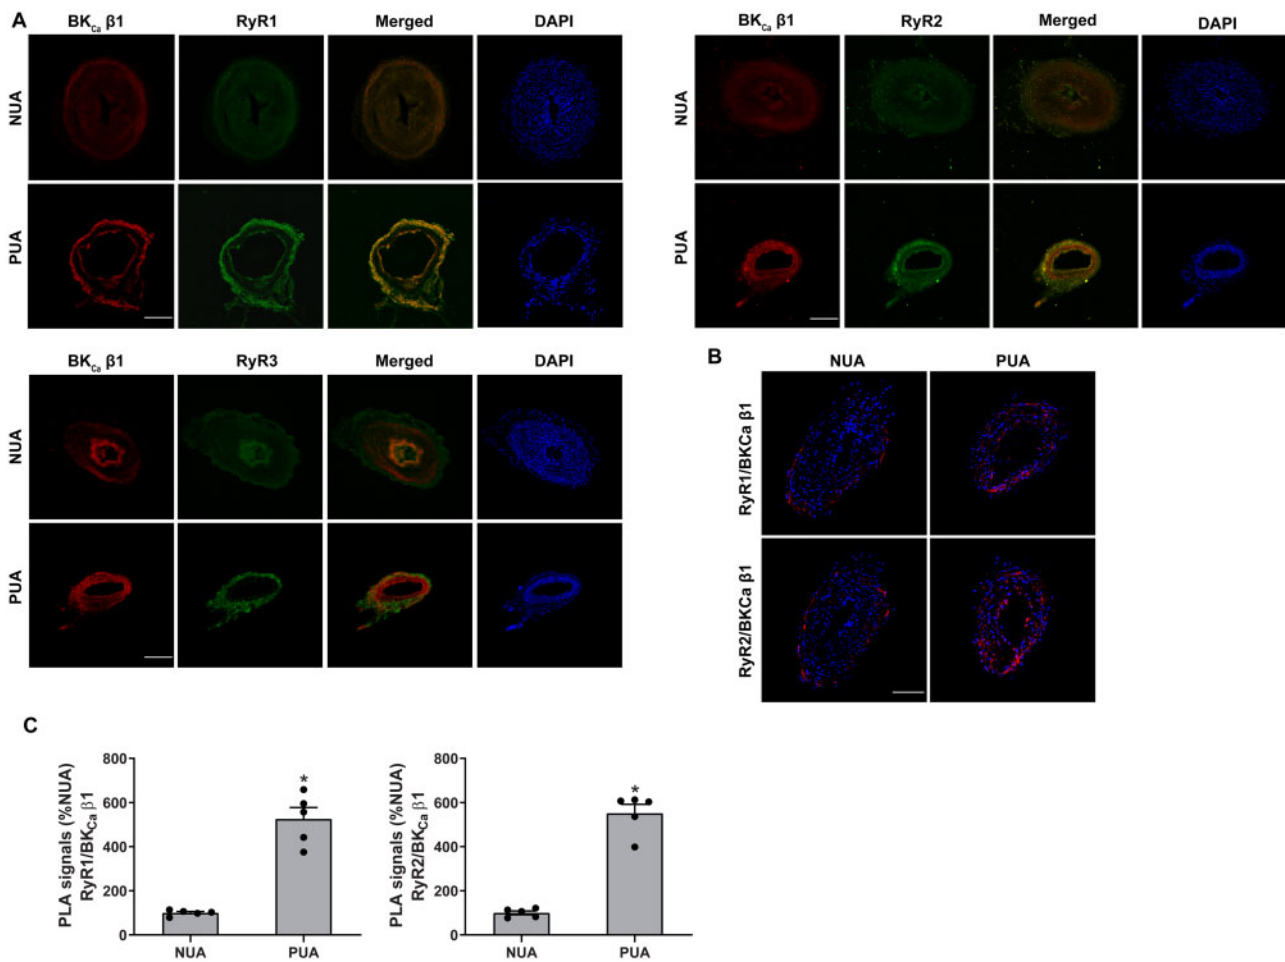 A
BKCa β1 RyR1 Merged DAPI
NUA
PUA
BKCa β1 RyR2 Merged DAPI
NUA
PUA
BKCa β1 RyR3 Merged DAPI
NUA
PUA
B
NUA PUA
RyR1/BKCa β1
RyR2/BKCa β1
C
PLA signals (%NUA)
RyR1/BKCa β1
800
600
400
200
0
*
NUA PUA
PLA signals (%NUA)
RyR2/BKCa β1
800
600
400
200
0
*
NUA PUA